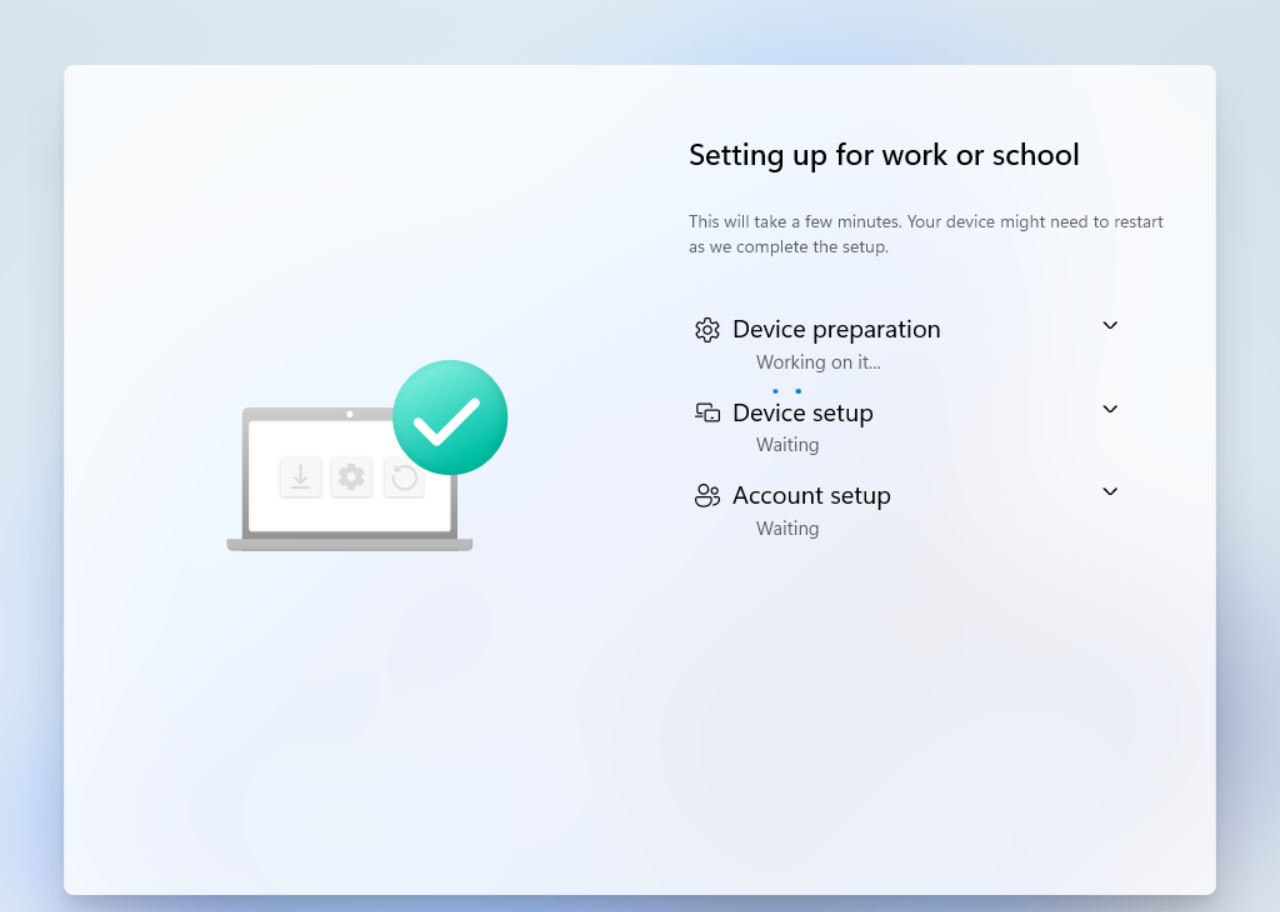 Setting up for work or school
This will take a few minutes. Your device might need to restart
as we complete the setup.
Device preparation
Working on it...
Device setup
Waiting
Account setup
Waiting